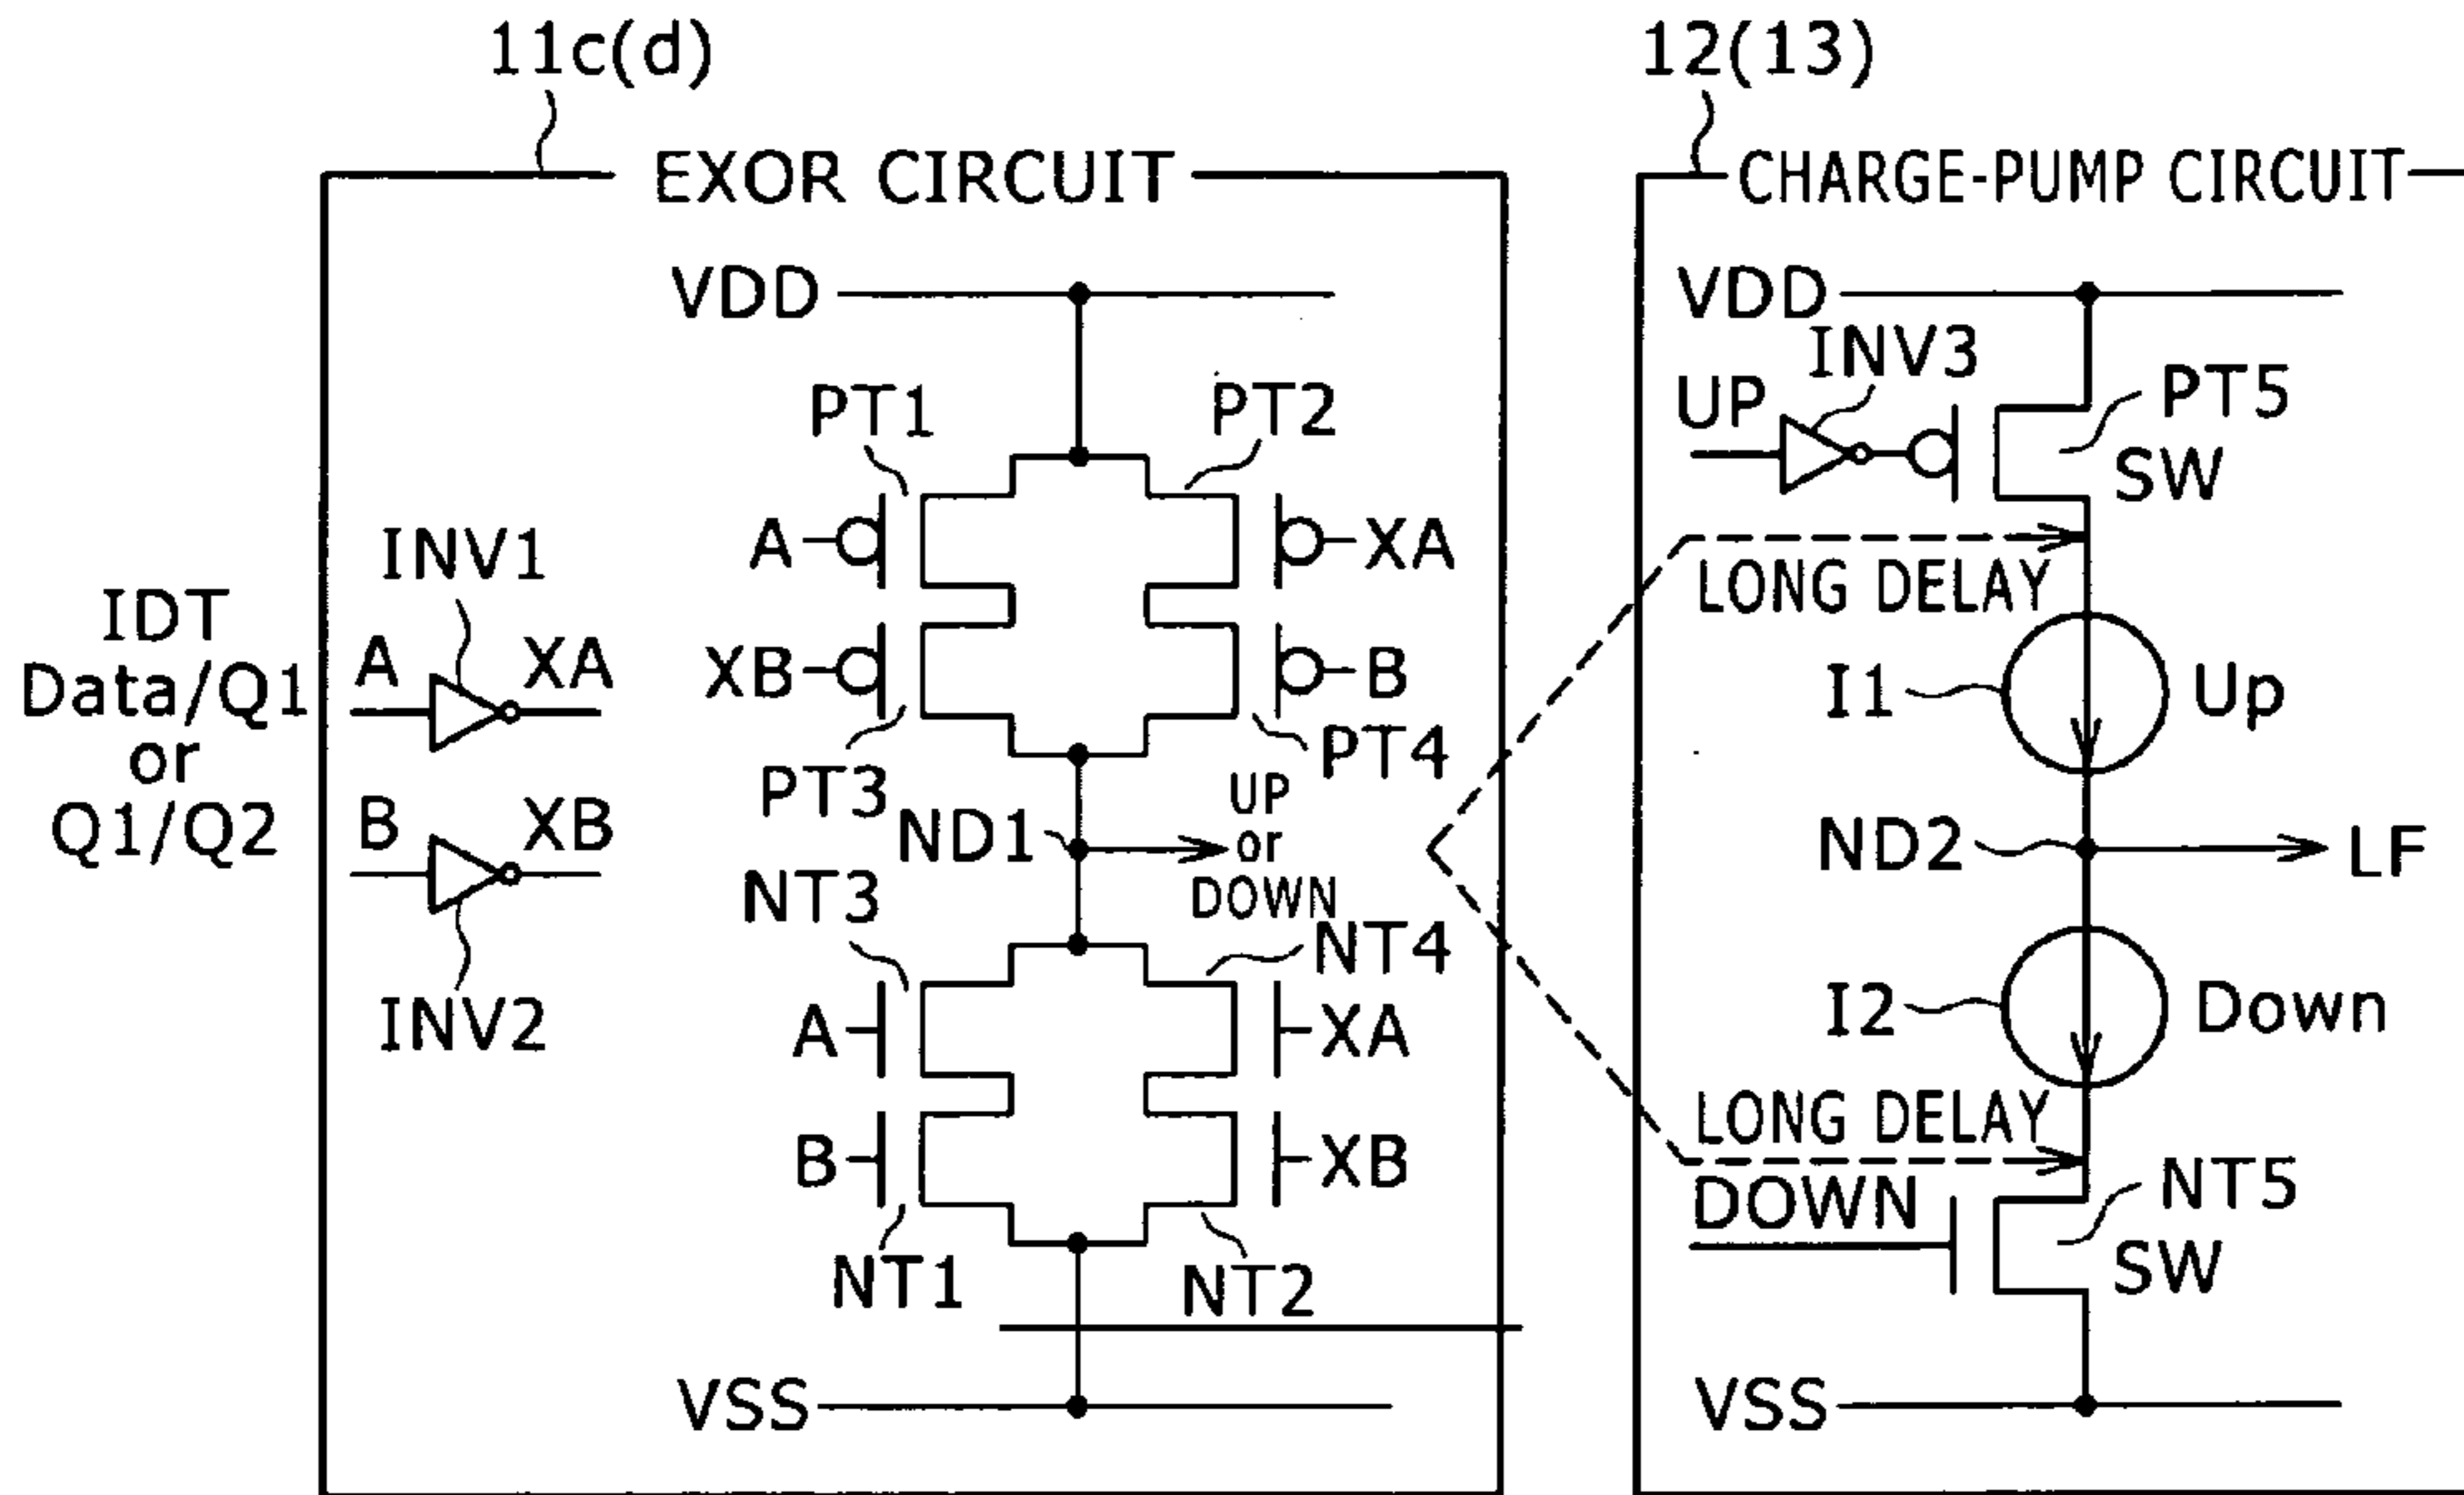 11c(d)
12(13)
EXOR CIRCUIT
CHARGE-PUMP CIRCUIT
VDD
VDD
INV3
UP
PT5
SW
PT1
PT2
A
XA
INV1
IDT
Data/Q1
or
Q1/Q2
A
XA
XB
B
LONG DELAY
I1
Up
PT3
PT4
B
XB
INV2
ND1
UP
or
DOWN
ND2
LF
NT3
NT4
A
XA
I2
Down
B
XB
LONG DELAY
DOWN
NT5
SW
NT1
NT2
VSS
VSS